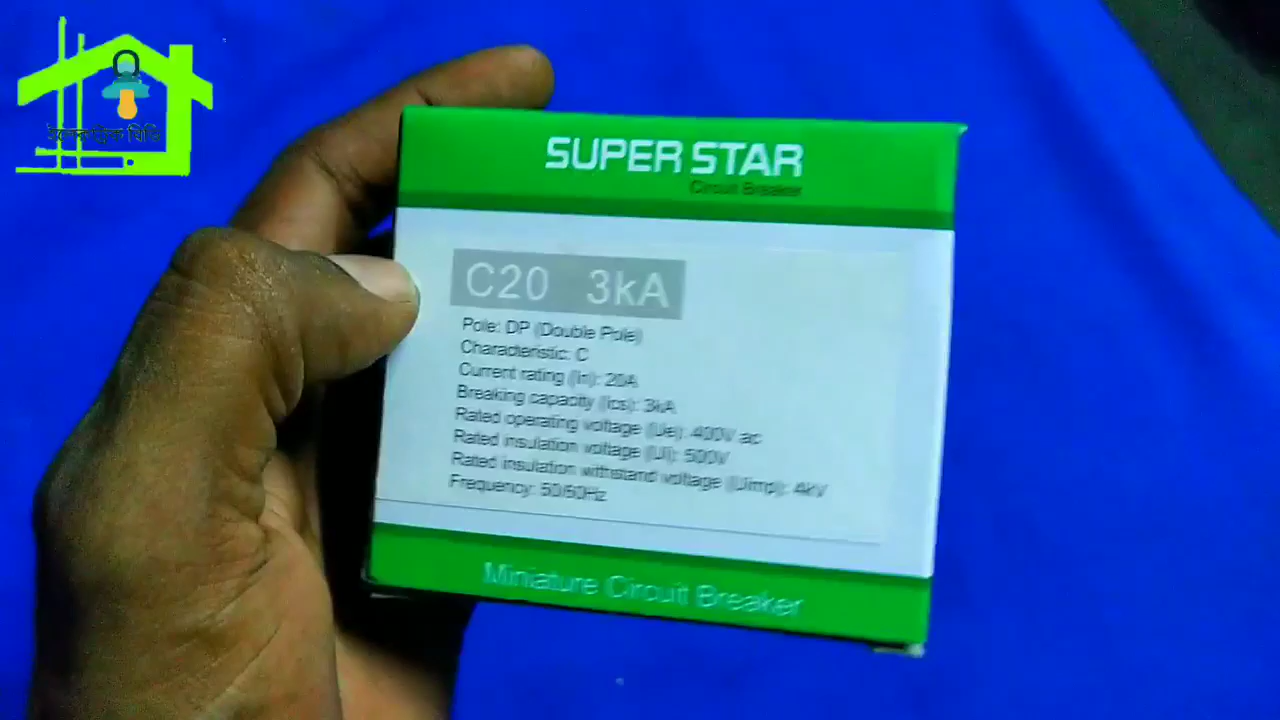 ইলেকট্রিক বিডি
SUPER STAR
Circuit Breaker
C20 3kA
Pole: DP (Double Pole)
Characteristic: C
Current rating (In): 20A
Breaking capacity (Ics): 3kA
Rated operating voltage (Ue): 400V ac
Rated insulation voltage (Ui): 500V
Rated insulation withstand voltage (Uimp): 4kV
Frequency: 50/60Hz
Miniature Circuit Breaker